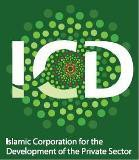 ICD
Islamic Corporation for the
Development of the Private Sector